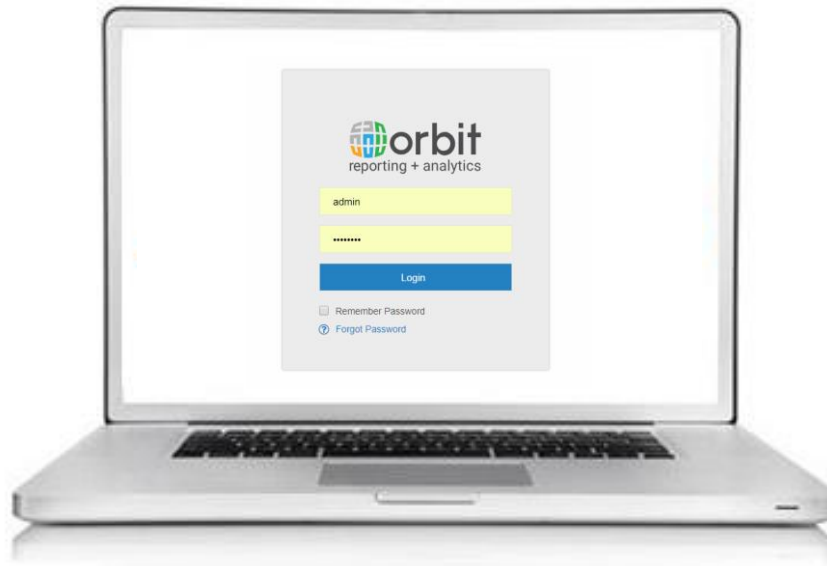 orbit
reporting + analytics
admin
••••••••
Login
Remember Password
Forgot Password